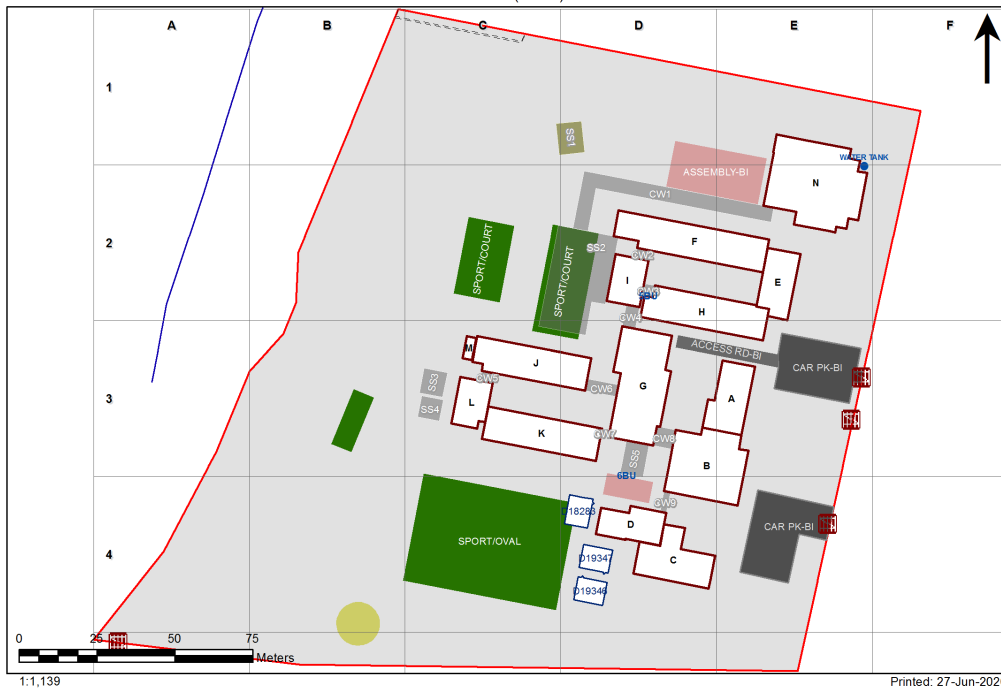 A
B
C
D
E
F
1
SS1
ASSEMBLY-BI
WATER TANK
N
CW1
2
SPORT/COURT
SPORT/COURT
SS2
F
CW2
I
E
CW3
5BU
H
CW4
ACCESS RD-BI
M
J
CAR PK-BI
3
SS3
CW5
CW6
G
A
SS4
L
K
CW7
CW8
SS5
B
6BU
CW9
D18283
D
CAR PK-BI
4
SPORT/OVAL
D19347
C
D19346
0 25 50 75
Meters
1:1,139
Printed: 27-Jun-202